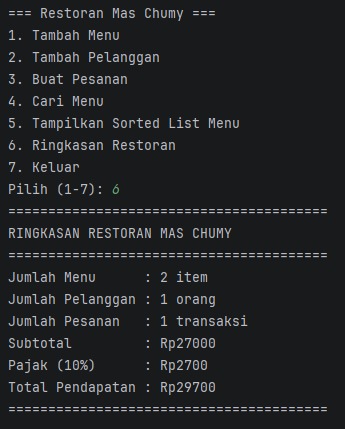 === Restoran Mas Chumy ===
1. Tambah Menu
2. Tambah Pelanggan
3. Buat Pesanan
4. Cari Menu
5. Tampilkan Sorted List Menu
6. Ringkasan Restoran
7. Keluar
Pilih (1-7): 6
========================================
RINGKASAN RESTORAN MAS CHUMY
========================================
Jumlah Menu      : 2 item
Jumlah Pelanggan : 1 orang
Jumlah Pesanan   : 1 transaksi
Subtotal         : Rp27000
Pajak (10%)      : Rp2700
Total Pendapatan : Rp29700
========================================